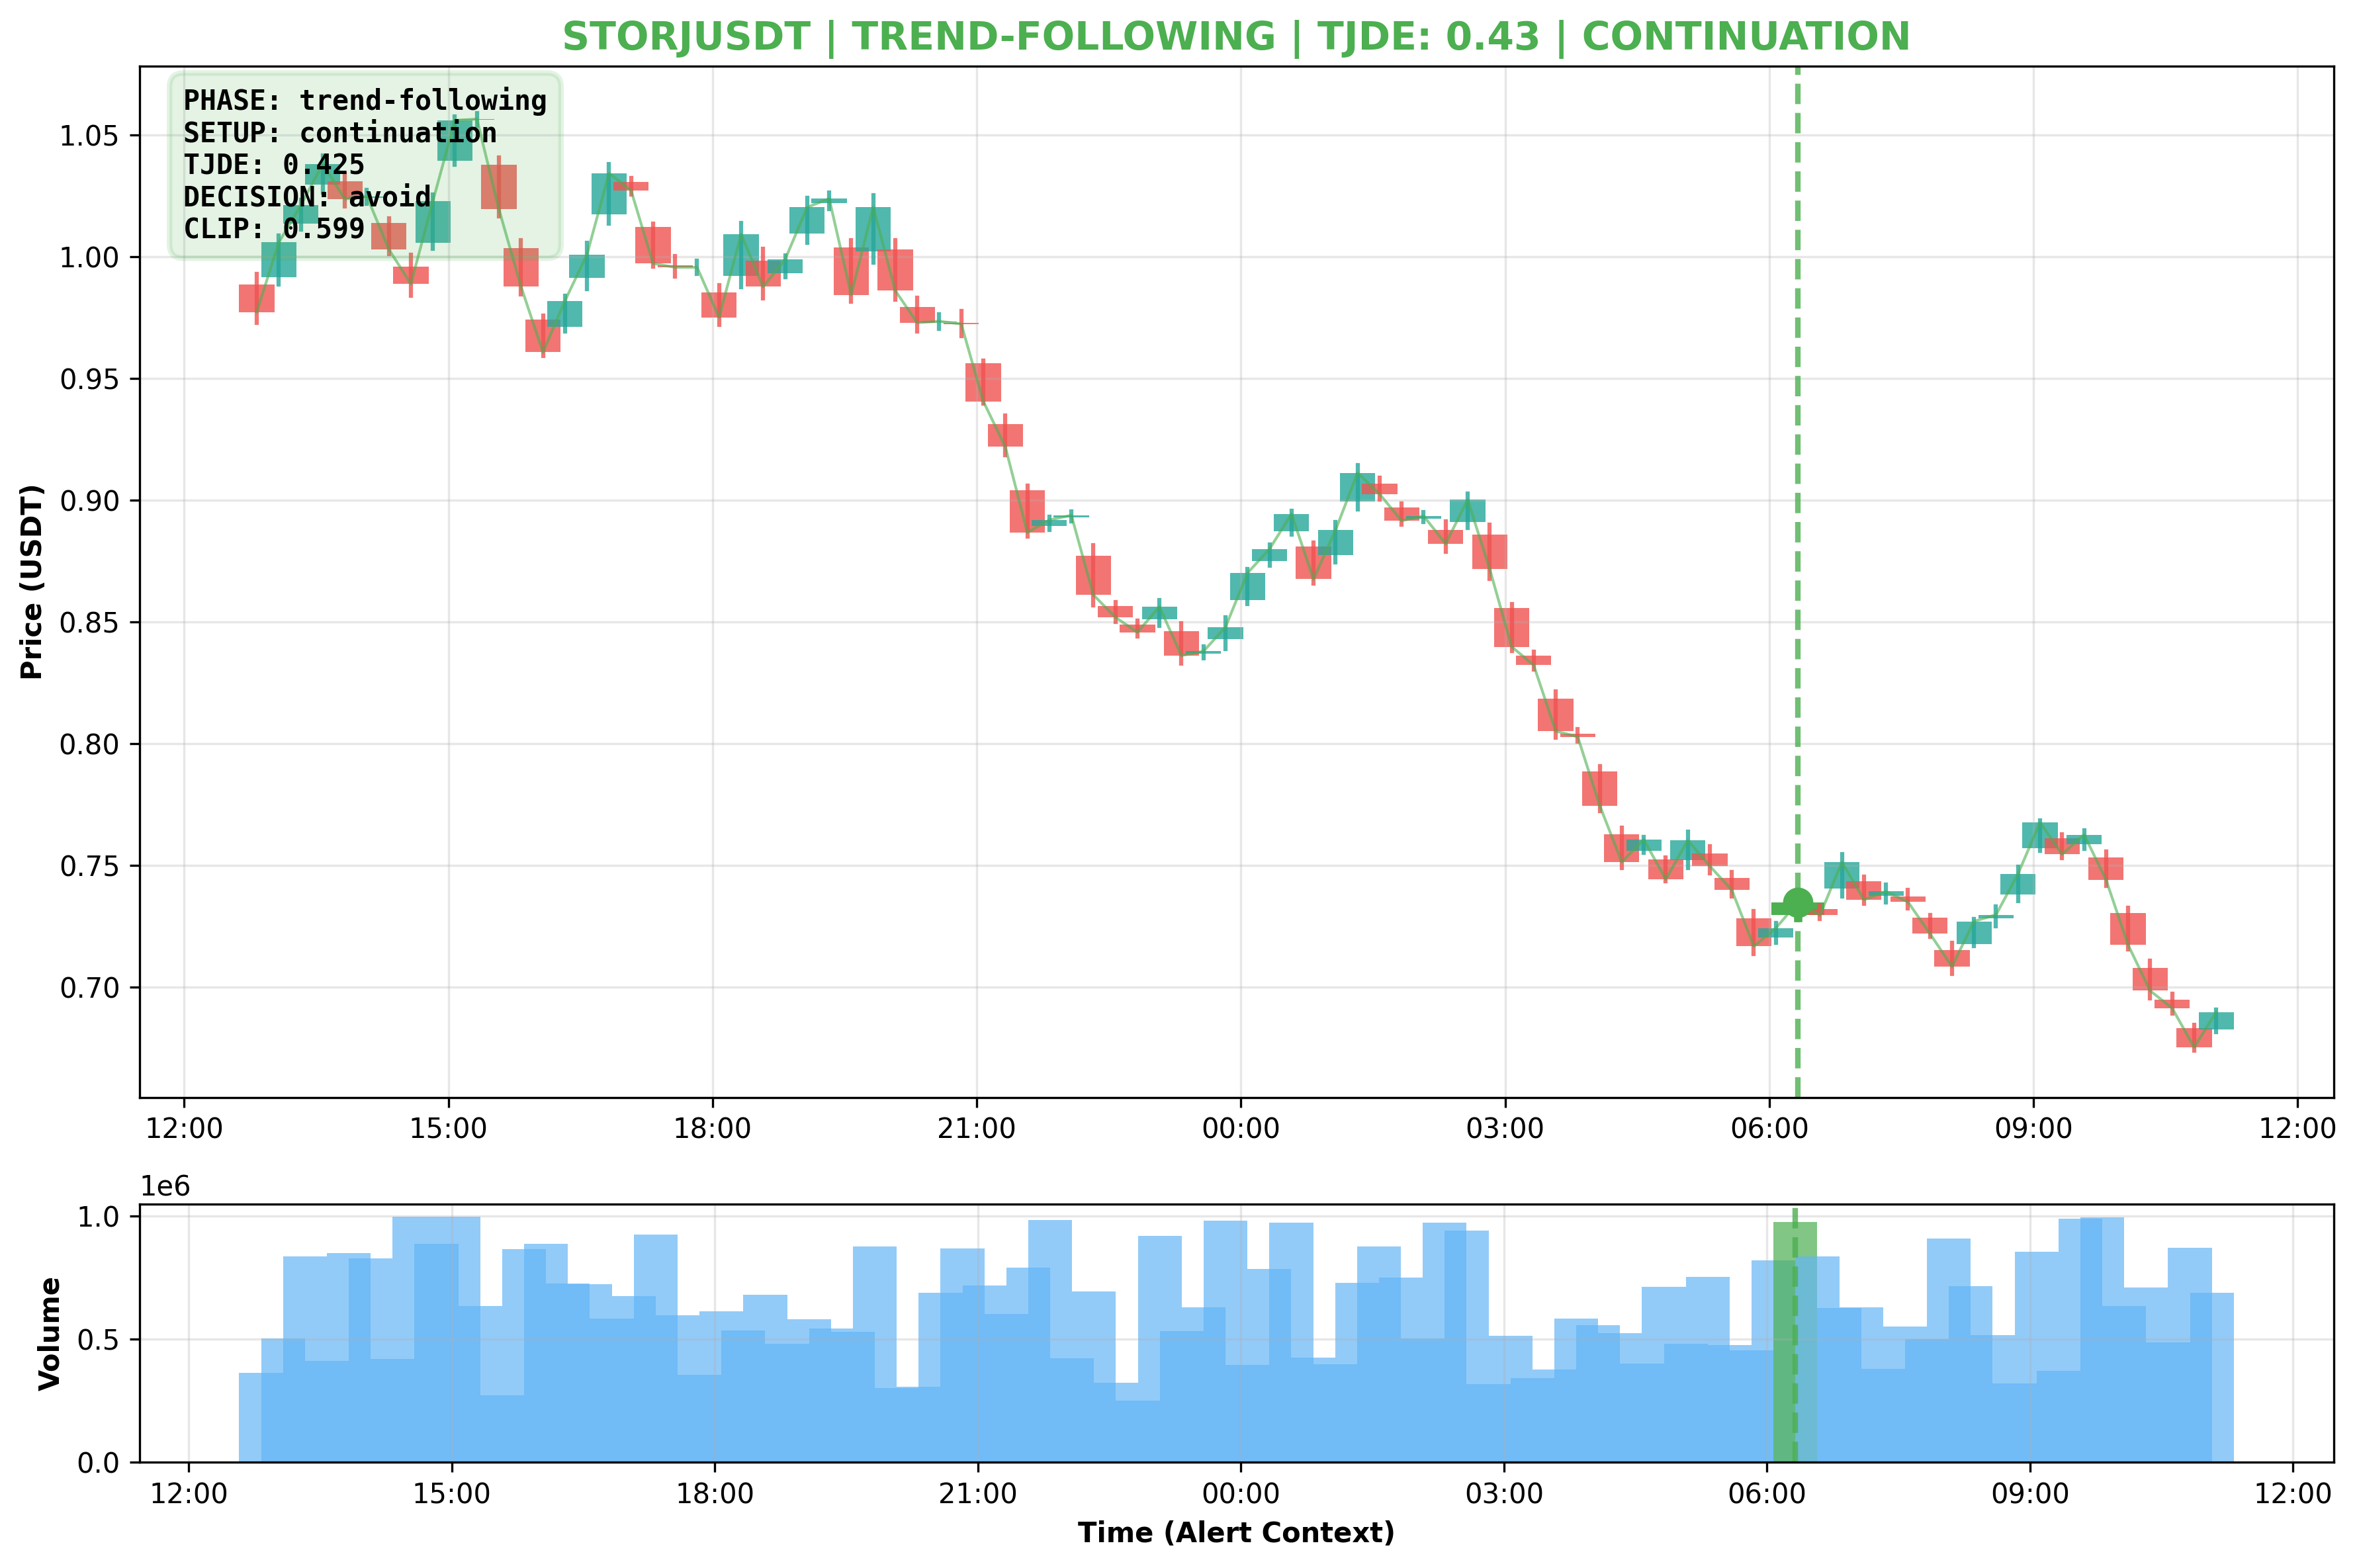 STORJUSDT | TREND-FOLLOWING | TJDE: 0.43 | CONTINUATION
PHASE: trend-following
SETUP: continuation
TJDE: 0.425
DECISION: avoid
CLIP: 0.599
Price (USDT)
1.05
1.00
0.95
0.90
0.85
0.80
0.75
0.70
12:00 15:00 18:00 21:00 00:00 03:00 06:00 09:00 12:00
1e6
Volume
1.0
0.5
0.0
12:00 15:00 18:00 21:00 00:00 03:00 06:00 09:00 12:00
Time (Alert Context)